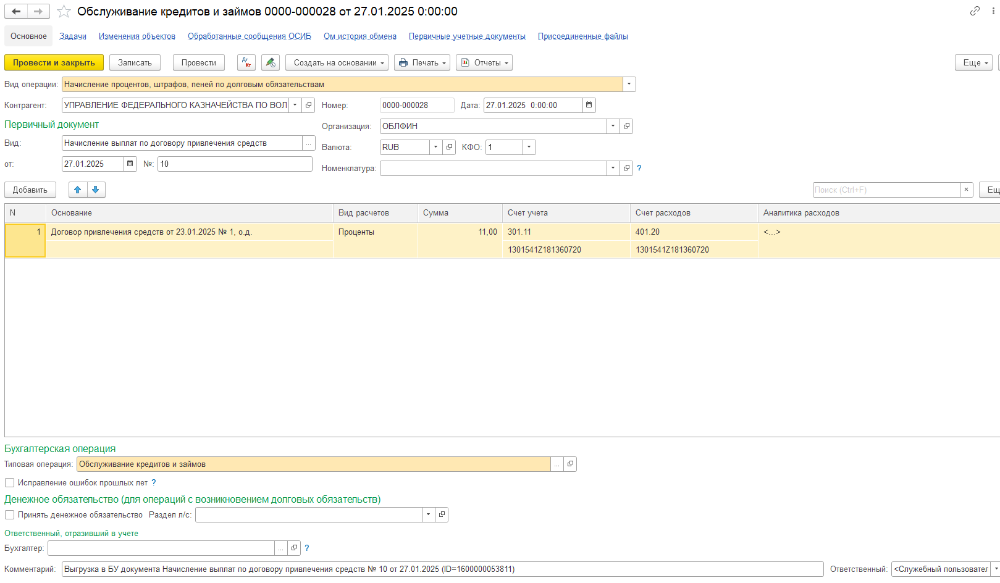 Обслуживание кредитов и займов 0000-000028 от 27.01.2025 0:00:00
Основное Задачи Изменения объектов Обработанные сообщения ОСИБ Ом история обмена Первичные учетные документы Присоединенные файлы
Провести и закрыть Записать Провести Дт Кт Создать на основании Печать Отчеты Еще
Вид операции: Начисление процентов, штрафов, пеней по долговым обязательствам
Контрагент: УПРАВЛЕНИЕ ФЕДЕРАЛЬНОГО КАЗНАЧЕЙСТВА ПО ВОЛ Номер: 0000-000028 Дата: 27.01.2025 0:00:00
Первичный документ Организация: ОБЛФИН
Вид: Начисление выплат по договору привлечения средств ... Валюта: RUB КФО: 1
от: 27.01.2025 №: 10 Номенклатура: ?
Добавить Поиск (Ctrl+F) × Ещ
N Основание Вид расчетов Сумма Счет учета Счет расходов Аналитика расходов
1 Договор привлечения средств от 23.01.2025 № 1, о.д. Проценты 11,00 301.11 401.20 <...>
1301541Z181360720 1301541Z181360720
Бухгалтерская операция
Типовая операция: Обслуживание кредитов и займов ...
Исправление ошибок прошлых лет ?
Денежное обязательство (для операций с возникновением долговых обязательств)
Принять денежное обязательство Раздел л/с:
Ответственный, отразивший в учете
Бухгалтер: ... ?
Комментарий: Выгрузка в БУ документа Начисление выплат по договору привлечения средств № 10 от 27.01.2025 (ID=1600000053811) Ответственный: <Служебный пользовател